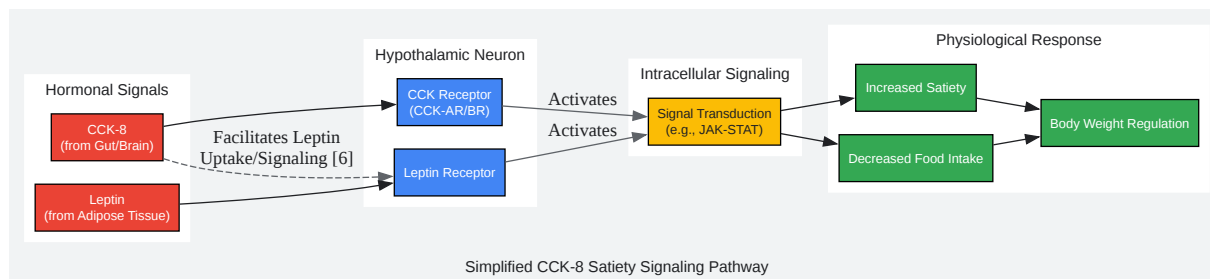 Hormonal Signals
CCK-8
(from Gut/Brain)
Leptin
(from Adipose Tissue)
Facilitates Leptin
Uptake/Signaling [6]
Hypothalamic Neuron
CCK Receptor
(CCK-AR/BR)
Leptin Receptor
Activates
Activates
Intracellular Signaling
Signal Transduction
(e.g., JAK-STAT)
Physiological Response
Increased Satiety
Decreased Food Intake
Body Weight Regulation
Simplified CCK-8 Satiety Signaling Pathway